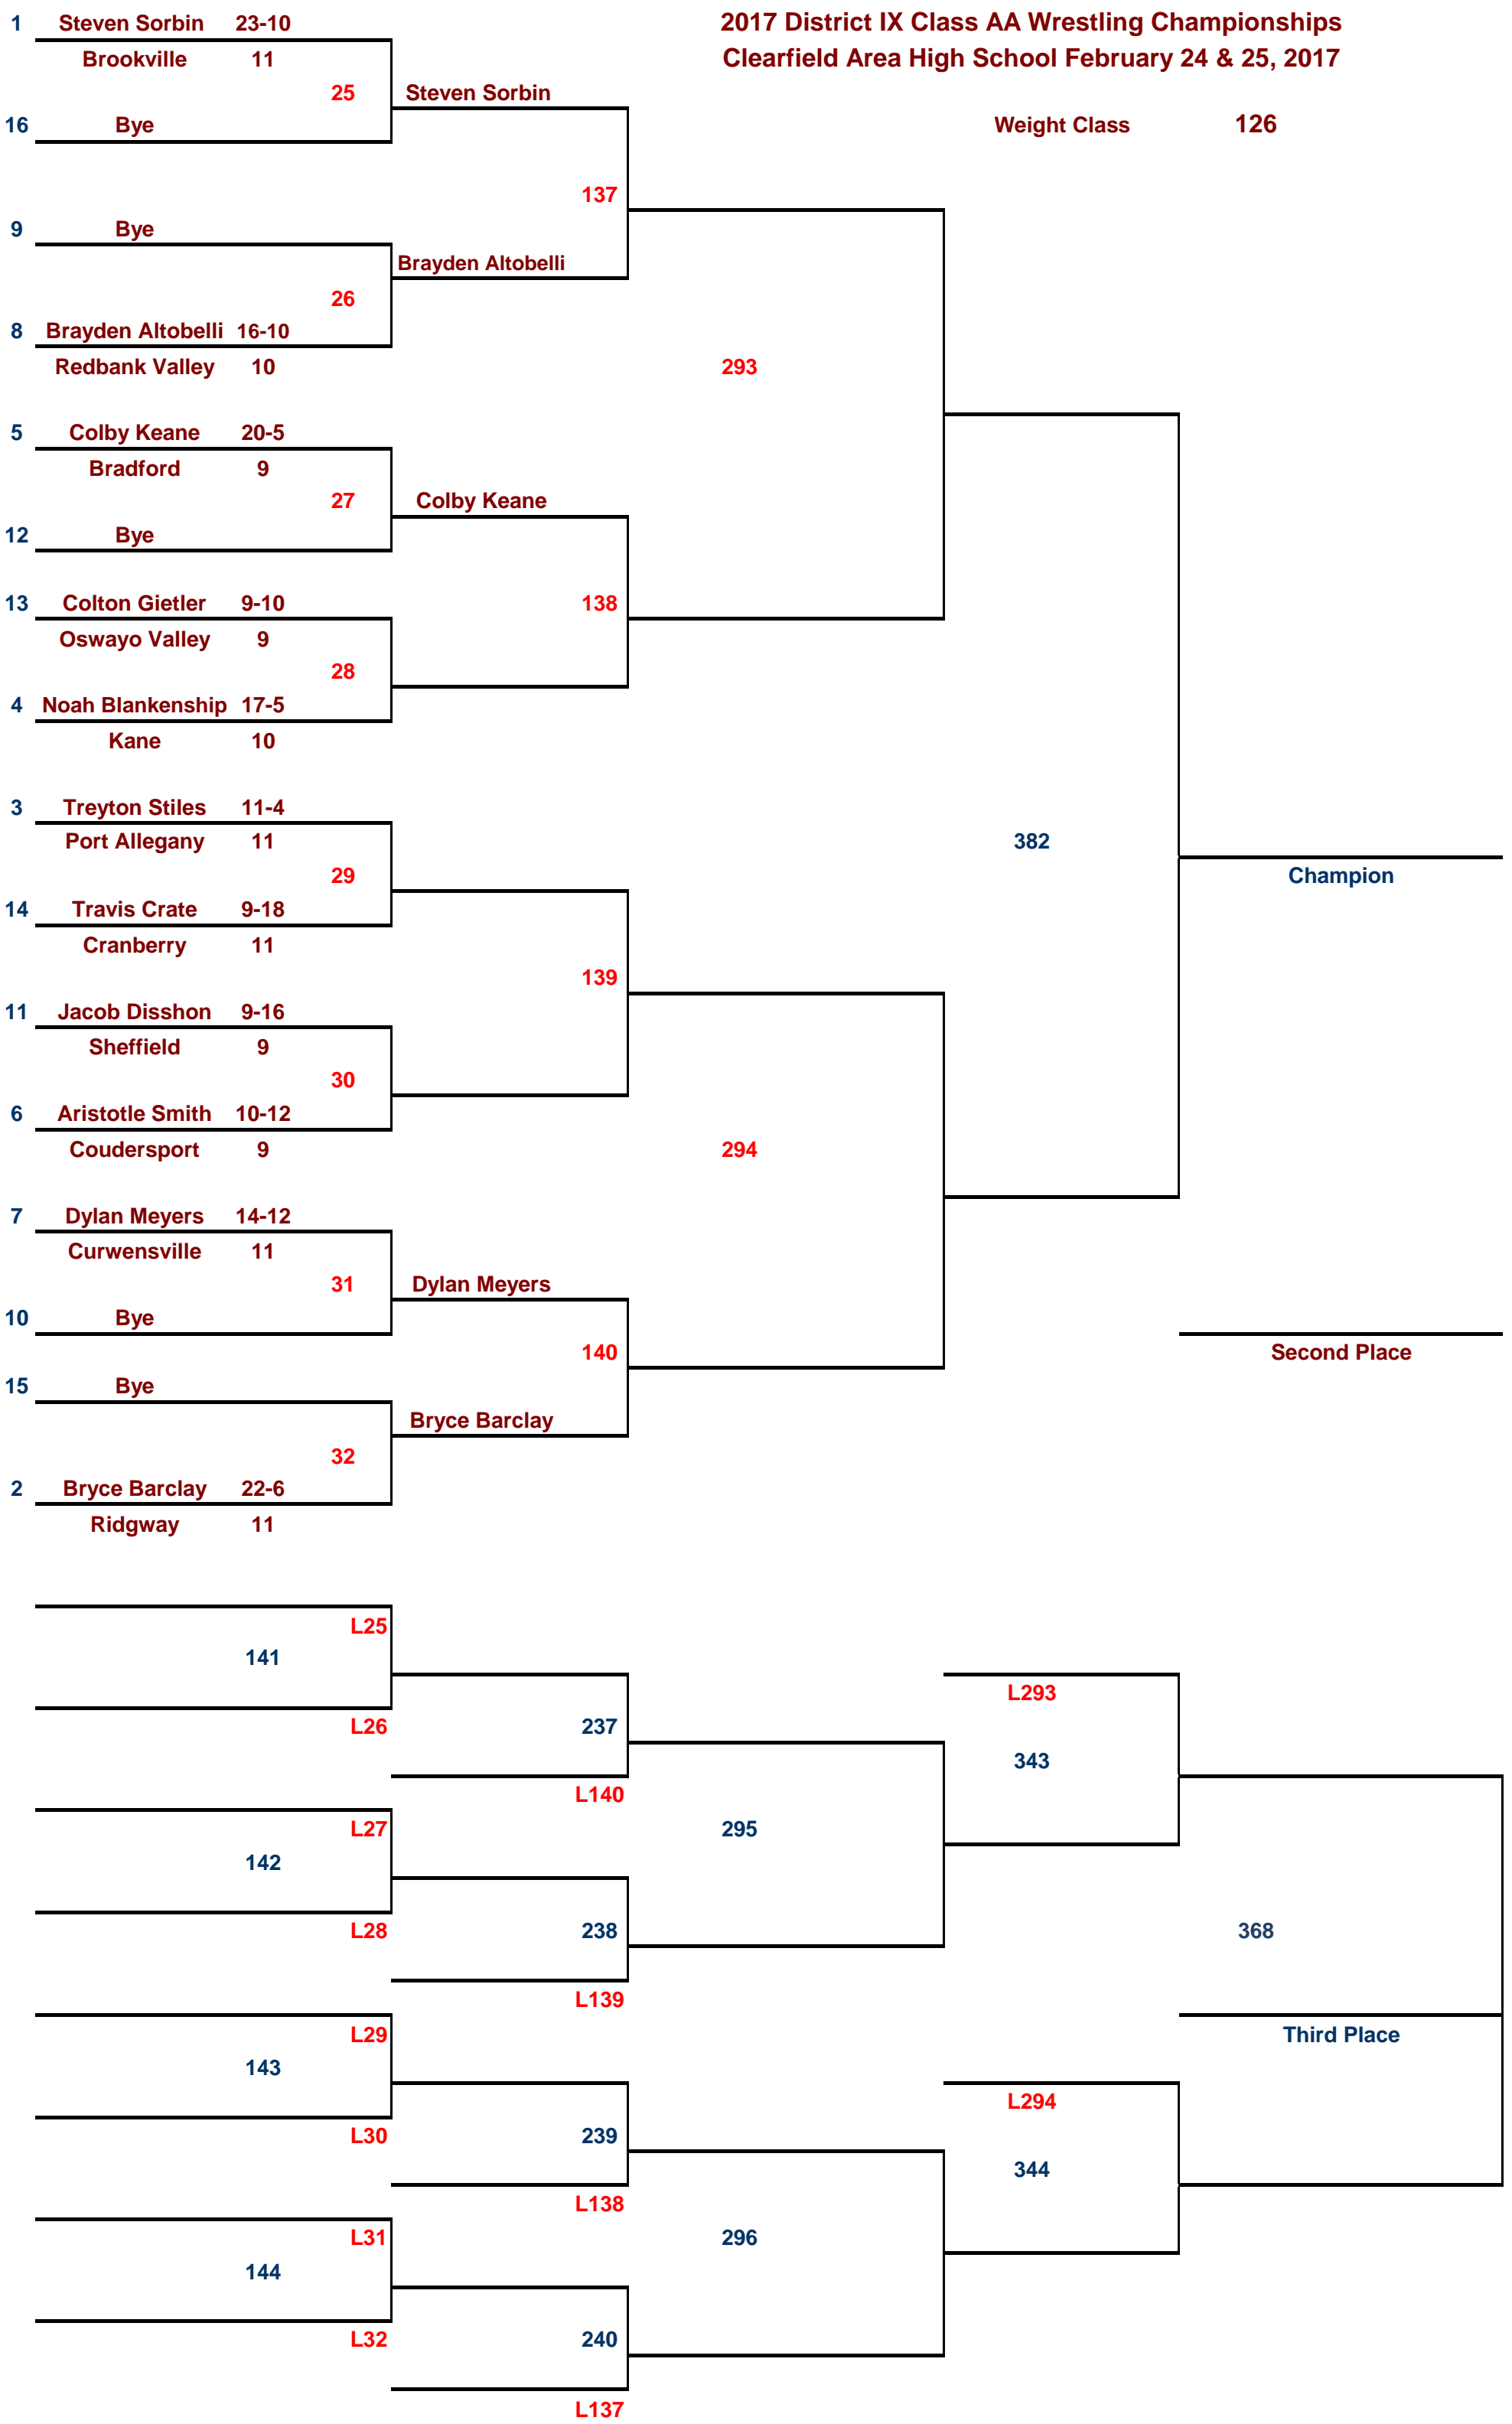 2017 District IX Class AA Wrestling Championships
Clearfield Area High School February 24 & 25, 2017
Weight Class 126
1 Steven Sorbin 23-10
Brookville 11
25 Steven Sorbin
16 Bye
137
9 Bye
Brayden Altobelli
26
8 Brayden Altobelli 16-10
Redbank Valley 10
293
5 Colby Keane 20-5
Bradford 9
27 Colby Keane
12 Bye
13 Colton Gietler 9-10
138
Oswayo Valley 9
28
4 Noah Blankenship 17-5
Kane 10
3 Treyton Stiles 11-4
Port Allegany 11
382
29
Champion
14 Travis Crate 9-18
Cranberry 11
139
11 Jacob Disshon 9-16
Sheffield 9
30
6 Aristotle Smith 10-12
Coudersport 9
294
7 Dylan Meyers 14-12
Curwensville 11
31 Dylan Meyers
10 Bye
140
Second Place
15 Bye
Bryce Barclay
32
2 Bryce Barclay 22-6
Ridgway 11
L25
141
L293
L26
237
343
L140
L27
295
142
L28
238
368
L139
L29
Third Place
143
L294
L30
239
344
L138
L31
296
144
L32
240
L137